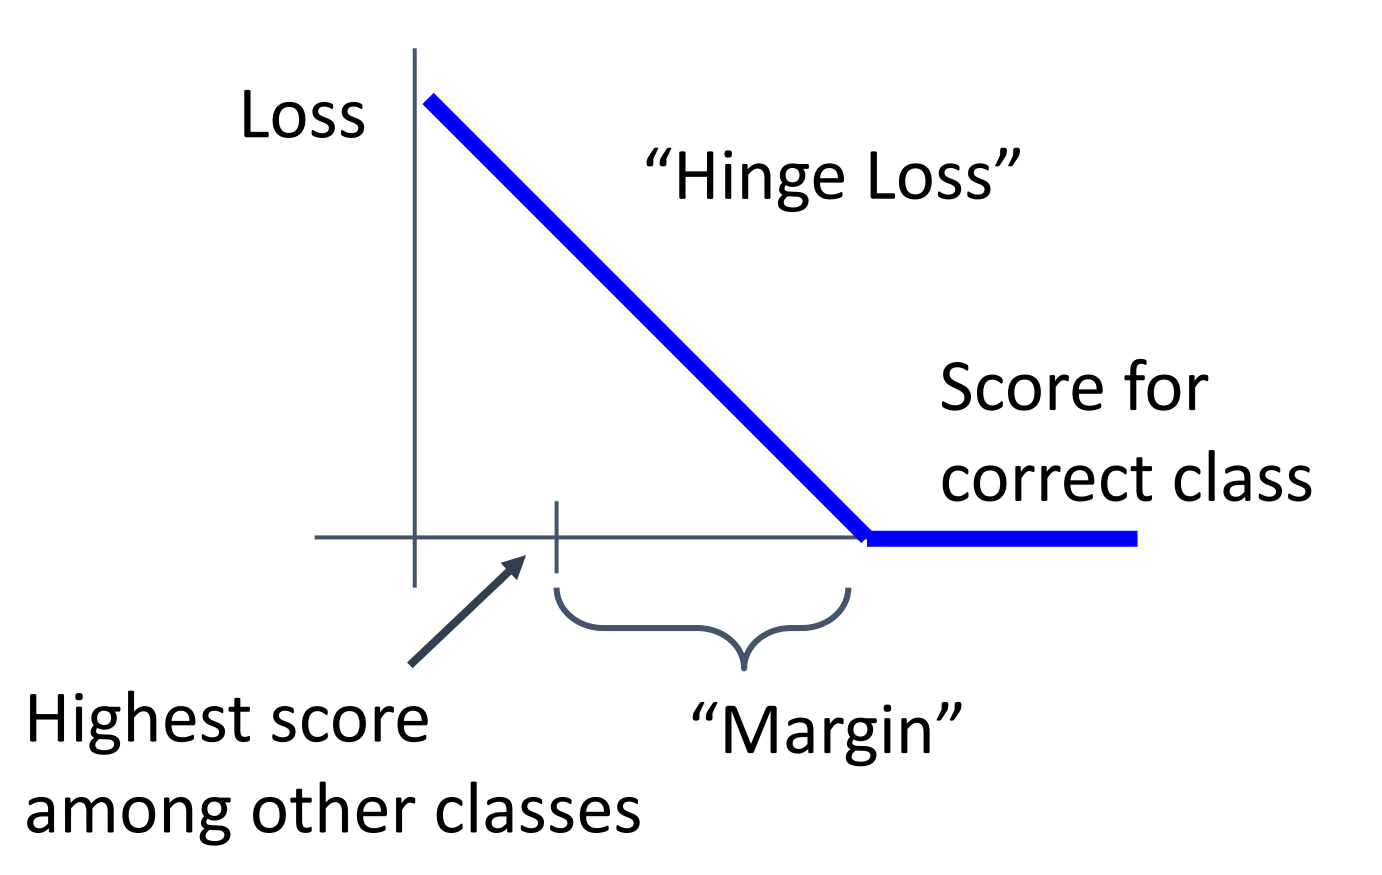 Loss
“Hinge Loss”
Score for
correct class
Highest score
among other classes
“Margin”